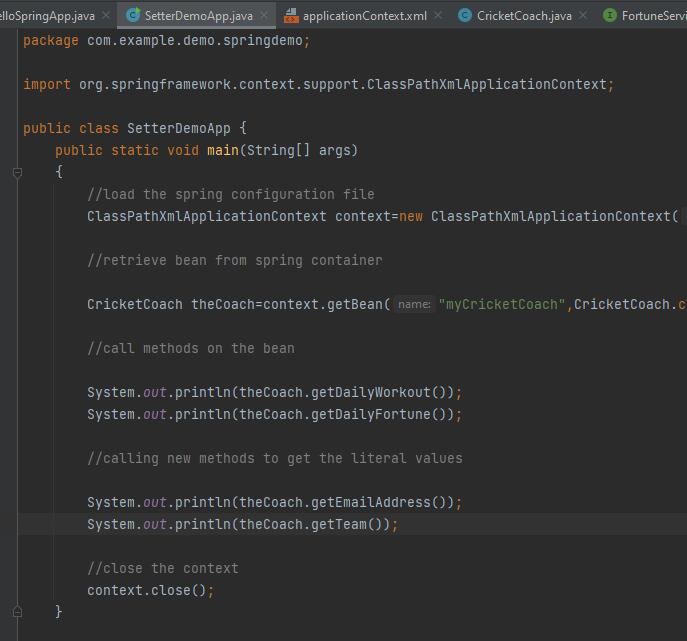 elloSpringApp.java SetterDemoApp.java applicationContext.xml CricketCoach.java FortuneServi
package com.example.demo.springdemo;
import org.springframework.context.support.ClassPathXmlApplicationContext;
public class SetterDemoApp {
public static void main(String[] args)
{
//load the spring configuration file
ClassPathXmlApplicationContext context=new ClassPathXmlApplicationContext(
//retrieve bean from spring container
CricketCoach theCoach=context.getBean( name: "myCricketCoach",CricketCoach.c
//call methods on the bean
System.out.println(theCoach.getDailyWorkout());
System.out.println(theCoach.getDailyFortune());
//calling new methods to get the literal values
System.out.println(theCoach.getEmailAddress());
System.out.println(theCoach.getTeam());
//close the context
context.close();
}